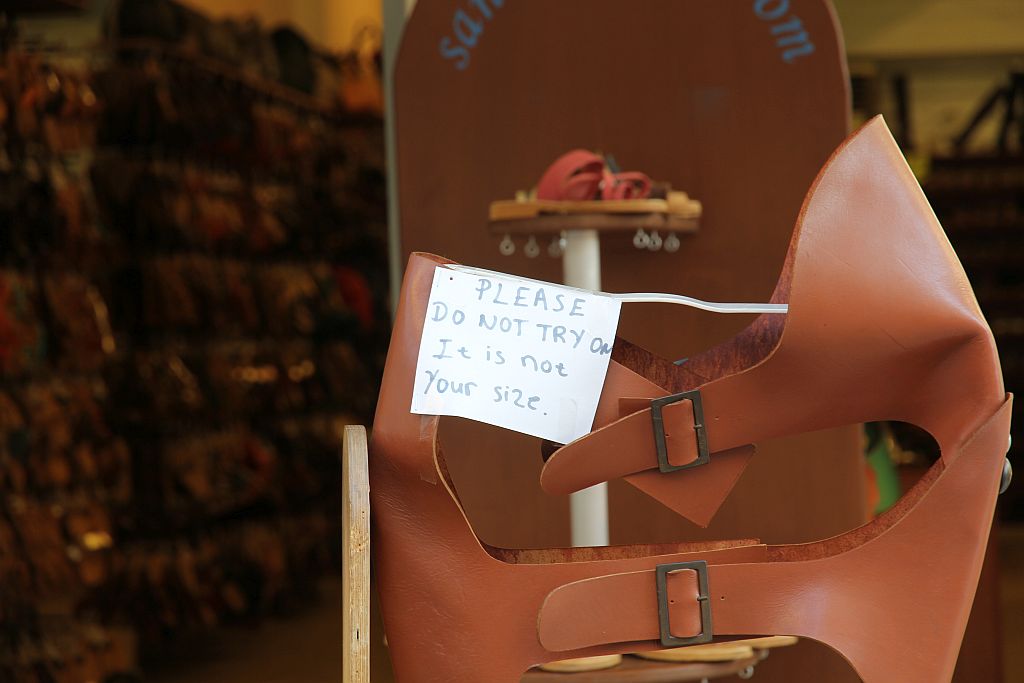 PLEASE
DO NOT TRY ON
It is not
Your size.